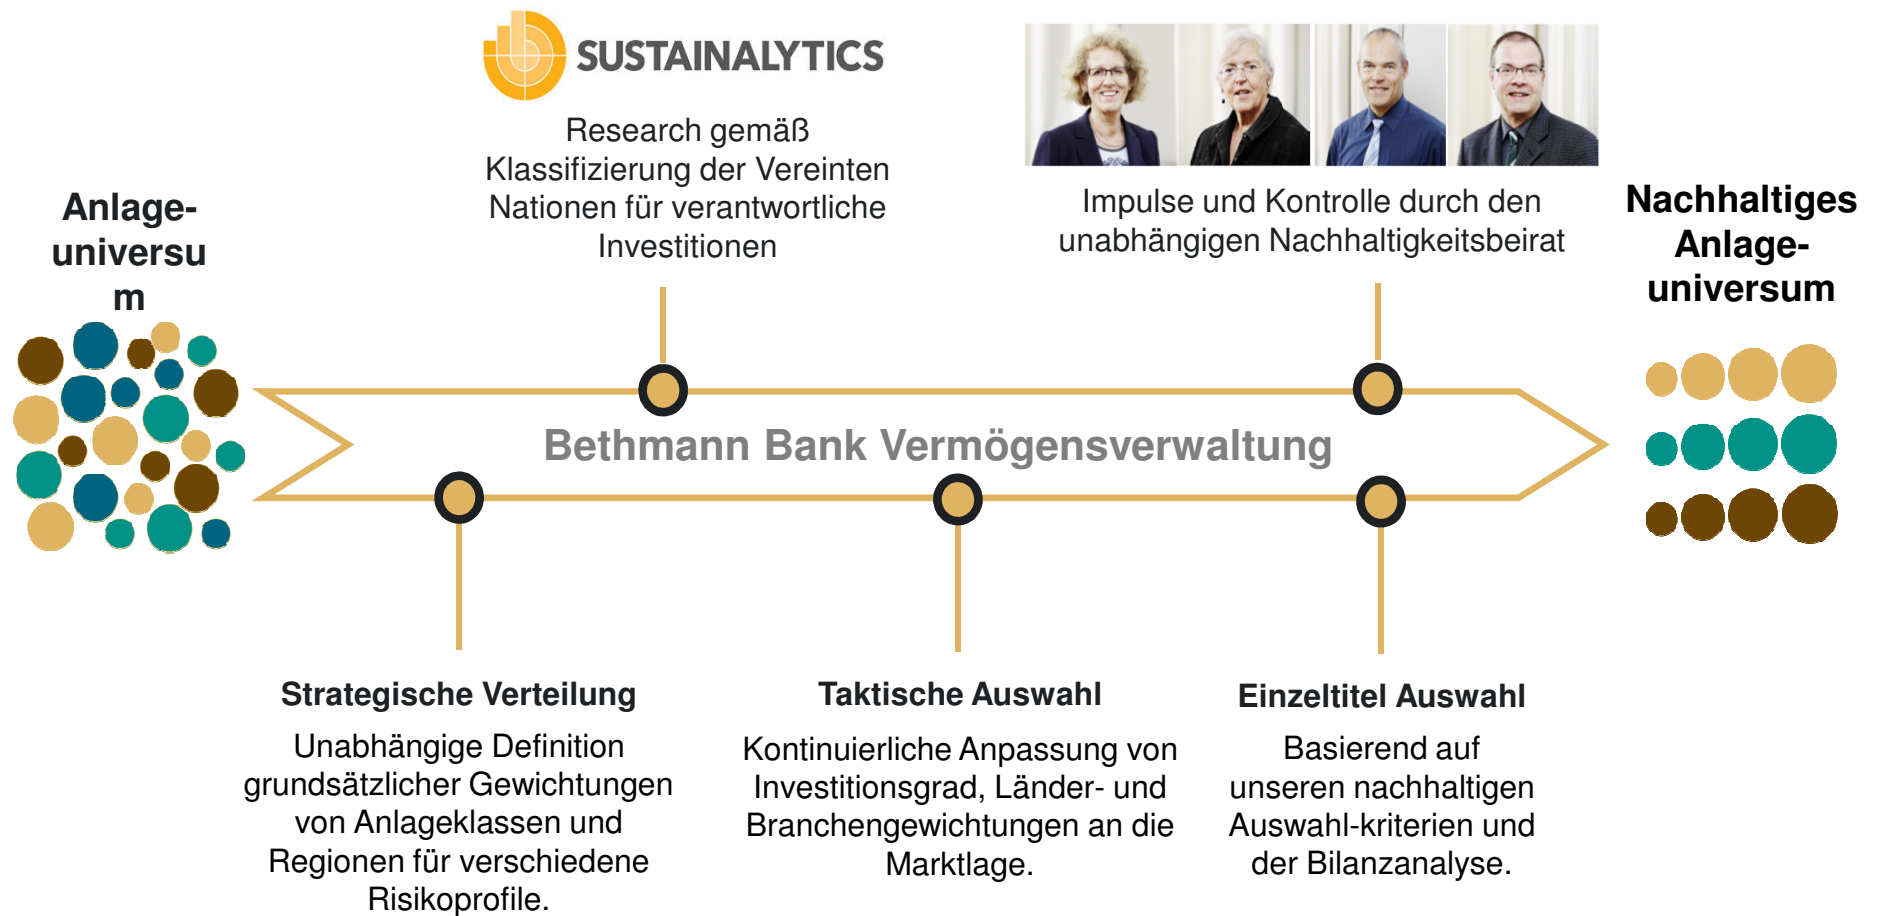 SUSTAINALYTICS
Research gemäß
Klassifizierung der Vereinten
Nationen für verantwortliche
Investitionen
Impulse und Kontrolle durch den
unabhängigen Nachhaltigkeitsbeirat
Anlage-
universu
m
Nachhaltiges
Anlage-
universum
Bethmann Bank Vermögensverwaltung
Strategische Verteilung
Unabhängige Definition
grundsätzlicher Gewichtungen
von Anlageklassen und
Regionen für verschiedene
Risikoprofile.
Taktische Auswahl
Kontinuierliche Anpassung von
Investitionsgrad, Länder- und
Branchengewichtungen an die
Marktlage.
Einzeltitel Auswahl
Basierend auf
unseren nachhaltigen
Auswahl-kriterien und
der Bilanzanalyse.